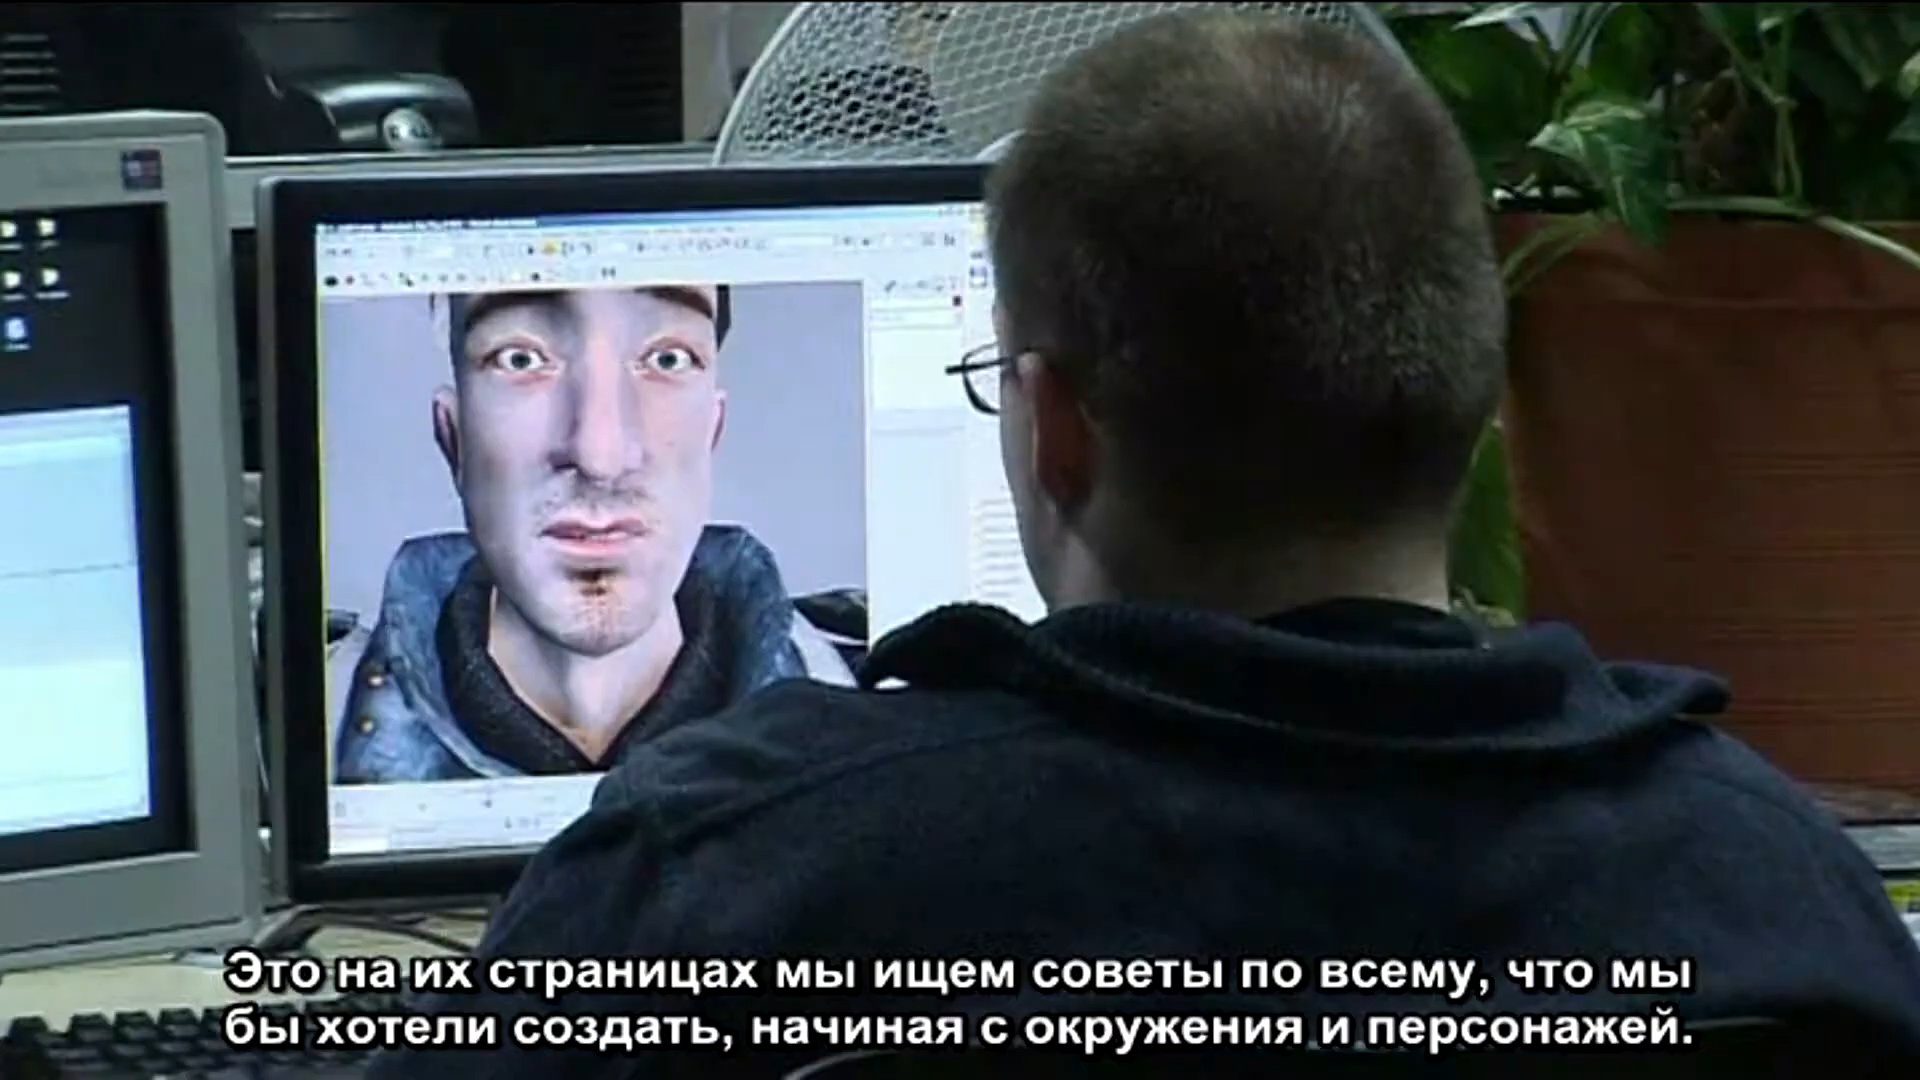 Это на их страницах мы ищем советы по всему, что мы
бы хотели создать, начиная с окружения и персонажей.